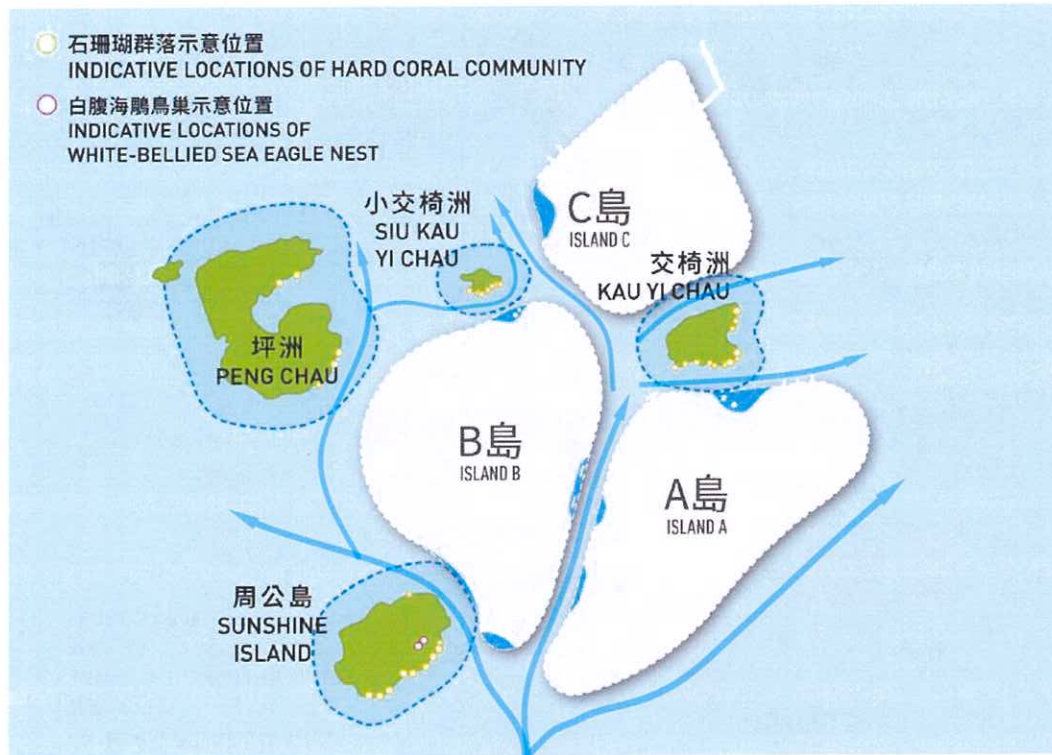 石珊瑚群落示意位置
INDICATIVE LOCATIONS OF HARD CORAL COMMUNITY
白腹海鵰鳥巢示意位置
INDICATIVE LOCATIONS OF
WHITE-BELLIED SEA EAGLE NEST
小交椅洲
SIU KAU
YI CHAU
C島
ISLAND C
交椅洲
KAU YI CHAU
坪洲
PENG CHAU
B島
ISLAND B
A島
ISLAND A
周公島
SUNSHINE
ISLAND